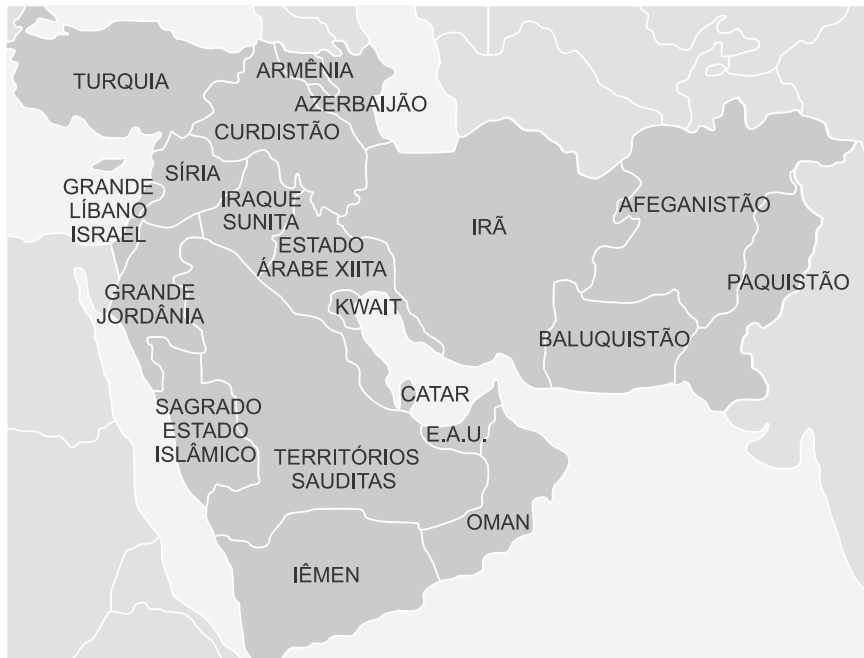 TURQUIA
ARMÊNIA
AZERBAIJÃO
CURDISTÃO
SÍRIA
GRANDE
LÍBANO
ISRAEL
IRAQUE
SUNITA
ESTADO
ÁRABE XIITA
IRÃ
AFEGANISTÃO
PAQUISTÃO
GRANDE
JORDÂNIA
KWAIT
BALUQUISTÃO
CATAR
SAGRADO
ESTADO
ISLÂMICO
E.A.U.
TERRITÓRIOS
SAUDITAS
OMAN
IÊMEN